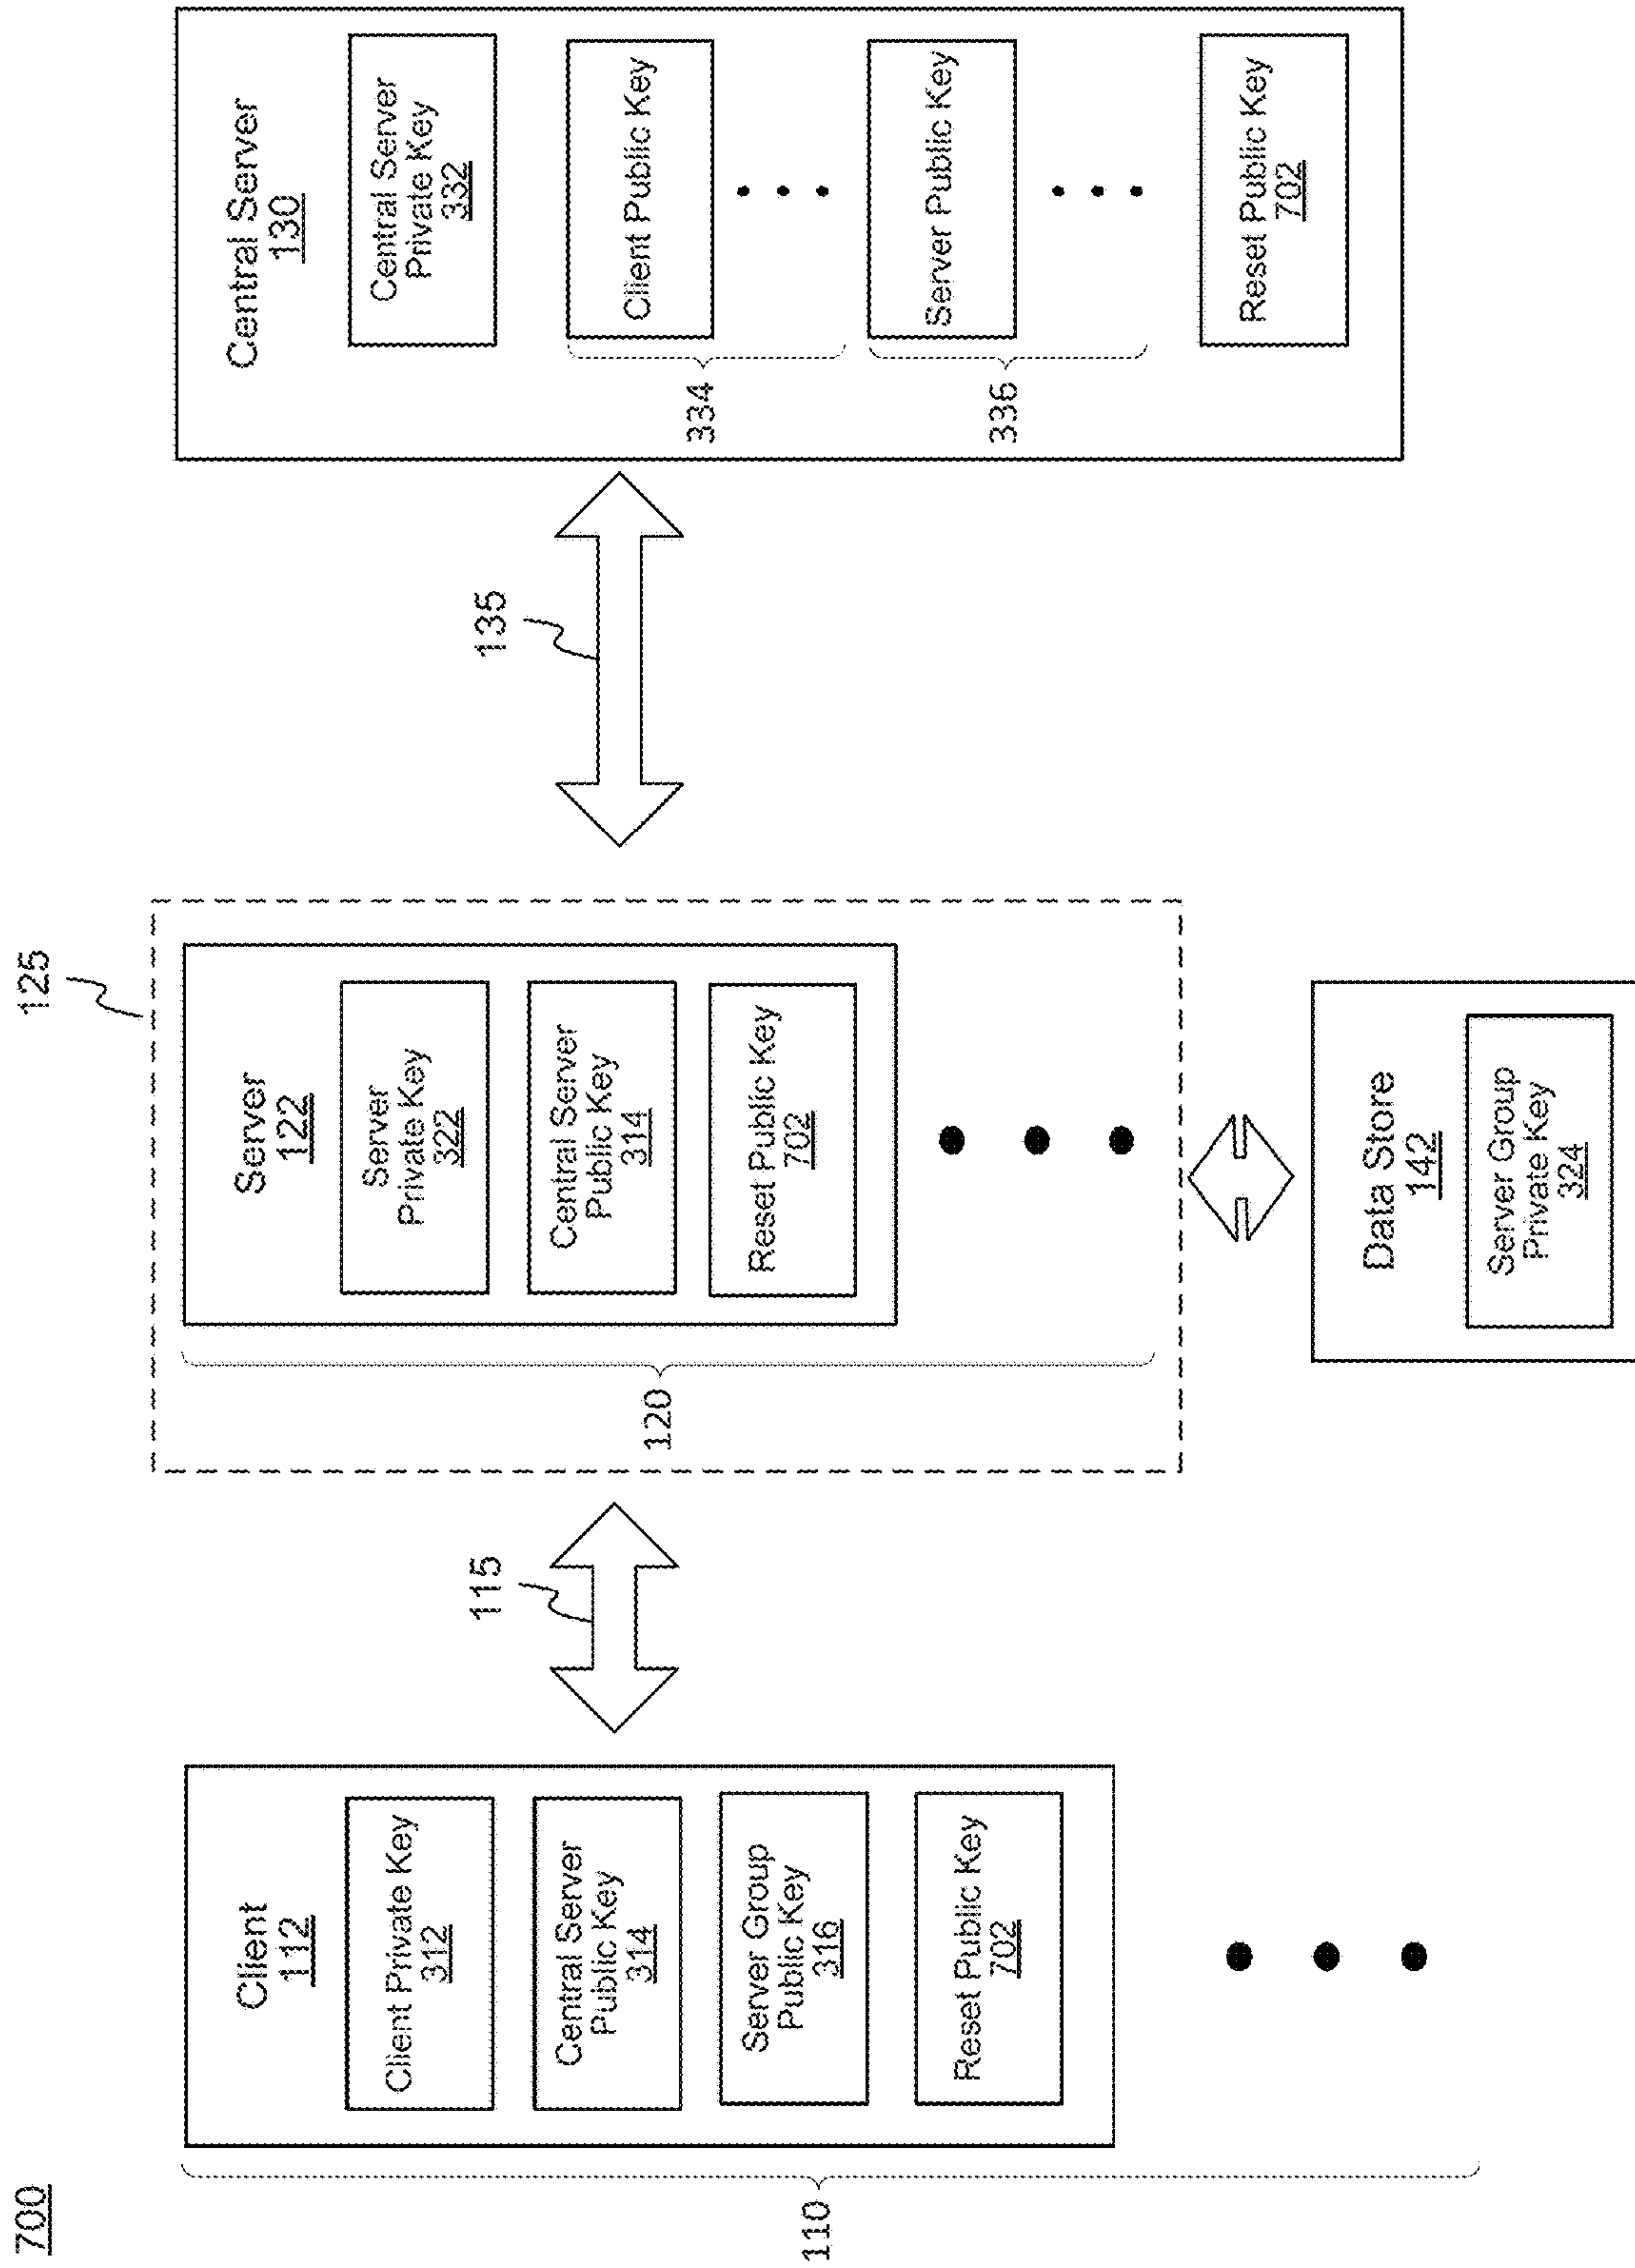 700
110
Client
112
Client Private Key
312
Central Server
Public Key
314
Server Group
Public Key
316
Reset Public Key
702
115
125
120
Server
122
Server
Private Key
322
Central Server
Public Key
314
Reset Public Key
702
Data Store
142
Server Group
Private Key
324
135
Central Server
130
Central Server
Private Key
332
334
Client Public Key
336
Server Public Key
Reset Public Key
702